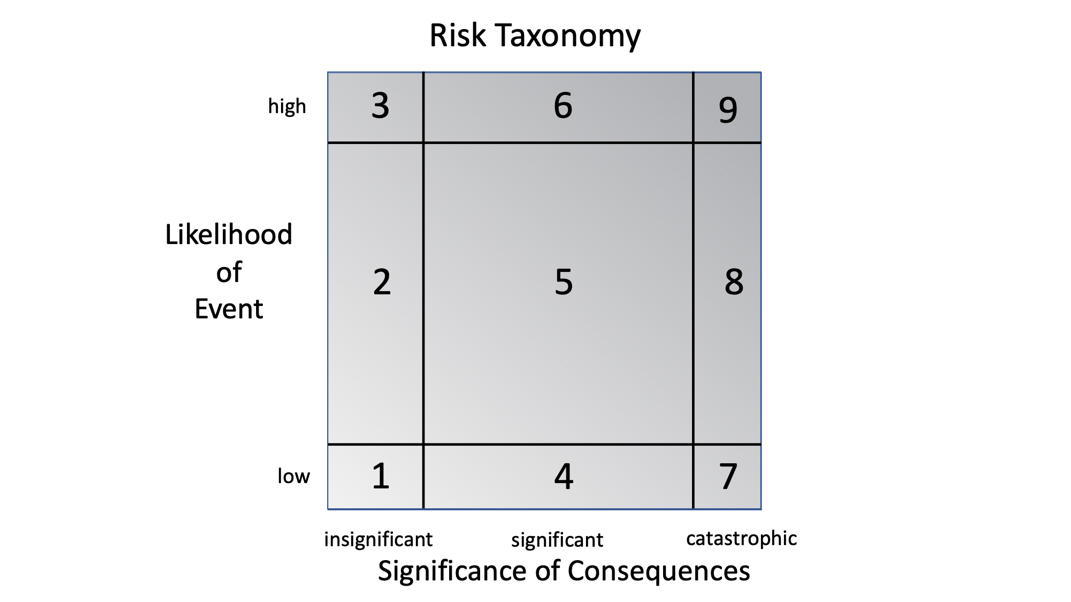 Risk Taxonomy
high
3
6
9
Likelihood
of
Event
2
5
8
low
1
4
7
insignificant
significant
catastrophic
Significance of Consequences